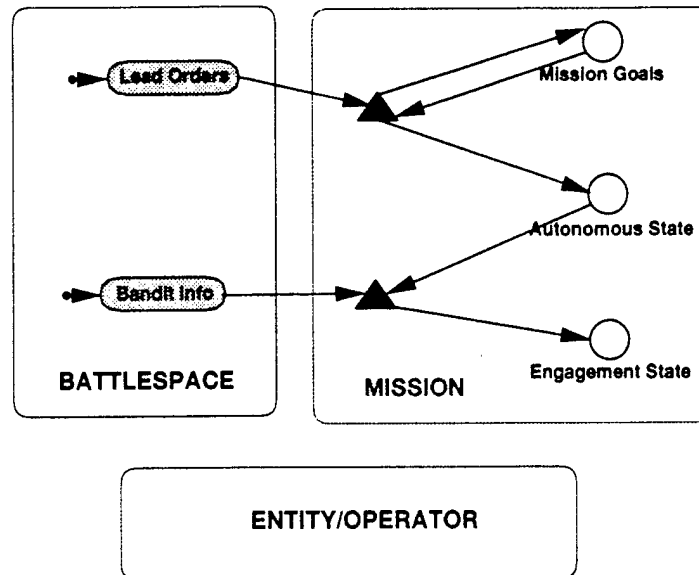 Lead Orders
Mission Goals
Autonomous State
Bandit Info
Engagement State
BATTLESPACE
MISSION
ENTITY/OPERATOR